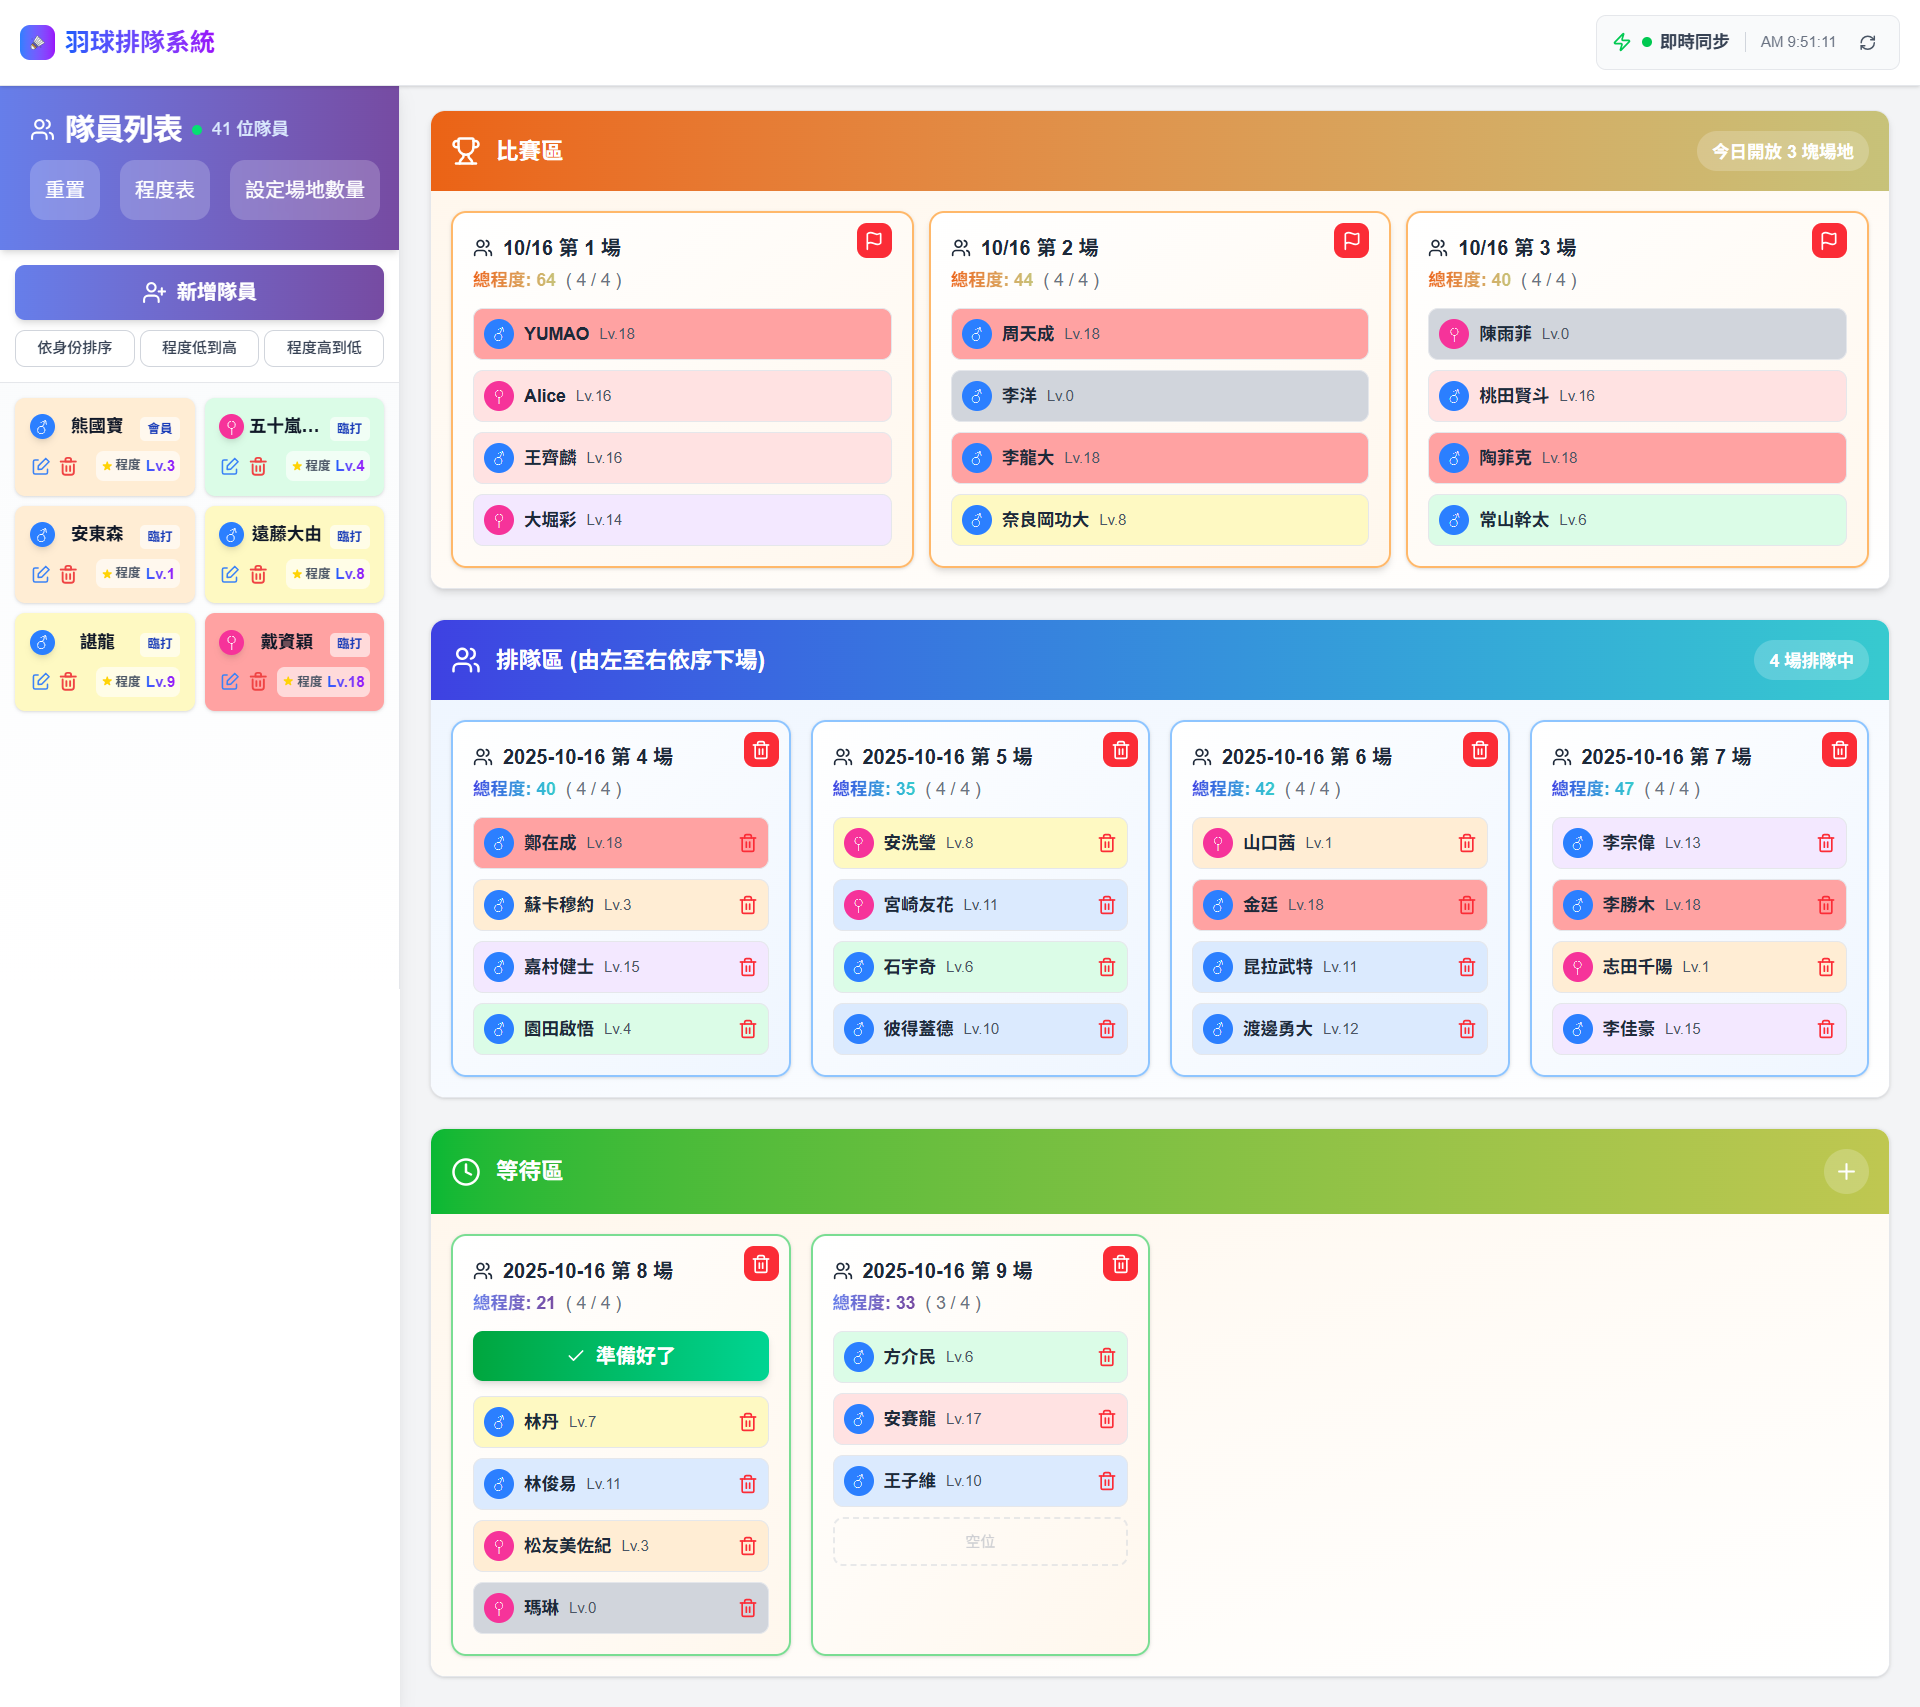 羽球排隊系統
即時同步 AM 9:51:11
隊員列表 41 位隊員
重置 程度表 設定場地數量
新增隊員
依身份排序 程度低到高 程度高到低
熊國寶 會員
程度 Lv.3
五十嵐... 臨打
程度 Lv.4
安東森 臨打
程度 Lv.1
遠藤大由 臨打
程度 Lv.8
諶龍 臨打
程度 Lv.9
戴資穎 臨打
程度 Lv.18
比賽區
今日開放 3 塊場地
10/16 第 1 場
總程度: 64 ( 4 / 4 )
YUMAO Lv.18
Alice Lv.16
王齊麟 Lv.16
大堀彩 Lv.14
10/16 第 2 場
總程度: 44 ( 4 / 4 )
周天成 Lv.18
李洋 Lv.0
李龍大 Lv.18
奈良岡功大 Lv.8
10/16 第 3 場
總程度: 40 ( 4 / 4 )
陳雨菲 Lv.0
桃田賢斗 Lv.16
陶菲克 Lv.18
常山幹太 Lv.6
排隊區 (由左至右依序下場)
4 場排隊中
2025-10-16 第 4 場
總程度: 40 ( 4 / 4 )
鄭在成 Lv.18
蘇卡穆約 Lv.3
嘉村健士 Lv.15
園田啟悟 Lv.4
2025-10-16 第 5 場
總程度: 35 ( 4 / 4 )
安洗瑩 Lv.8
宮崎友花 Lv.11
石宇奇 Lv.6
彼得蓋德 Lv.10
2025-10-16 第 6 場
總程度: 42 ( 4 / 4 )
山口茜 Lv.1
金廷 Lv.18
昆拉武特 Lv.11
渡邊勇大 Lv.12
2025-10-16 第 7 場
總程度: 47 ( 4 / 4 )
李宗偉 Lv.13
李勝木 Lv.18
志田千陽 Lv.1
李佳豪 Lv.15
等待區
2025-10-16 第 8 場
總程度: 21 ( 4 / 4 )
準備好了
林丹 Lv.7
林俊易 Lv.11
松友美佐紀 Lv.3
瑪琳 Lv.0
2025-10-16 第 9 場
總程度: 33 ( 3 / 4 )
方介民 Lv.6
安賽龍 Lv.17
王子維 Lv.10
空位